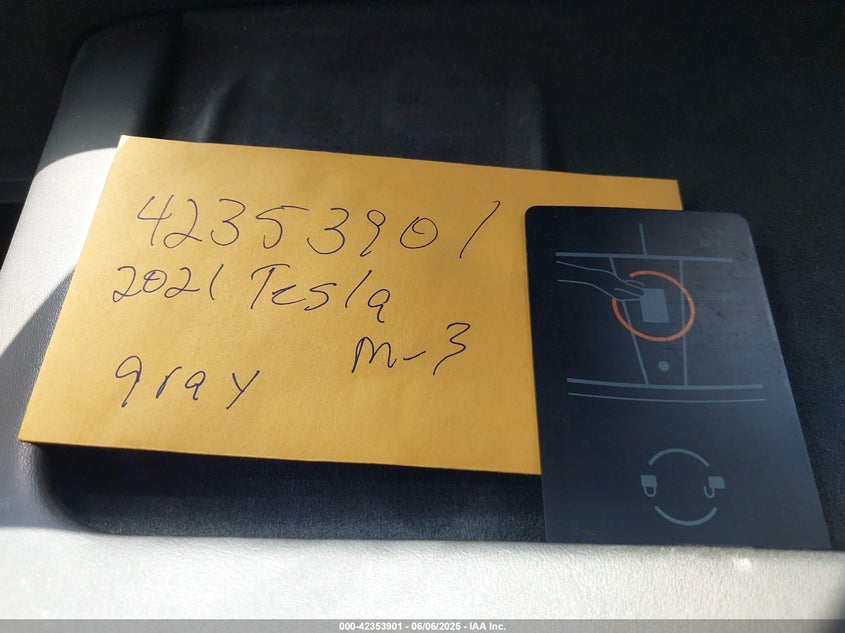 42353901
2021 Tesla
M-3
gray
000-42353901 - 06/06/2025 - IAA Inc.